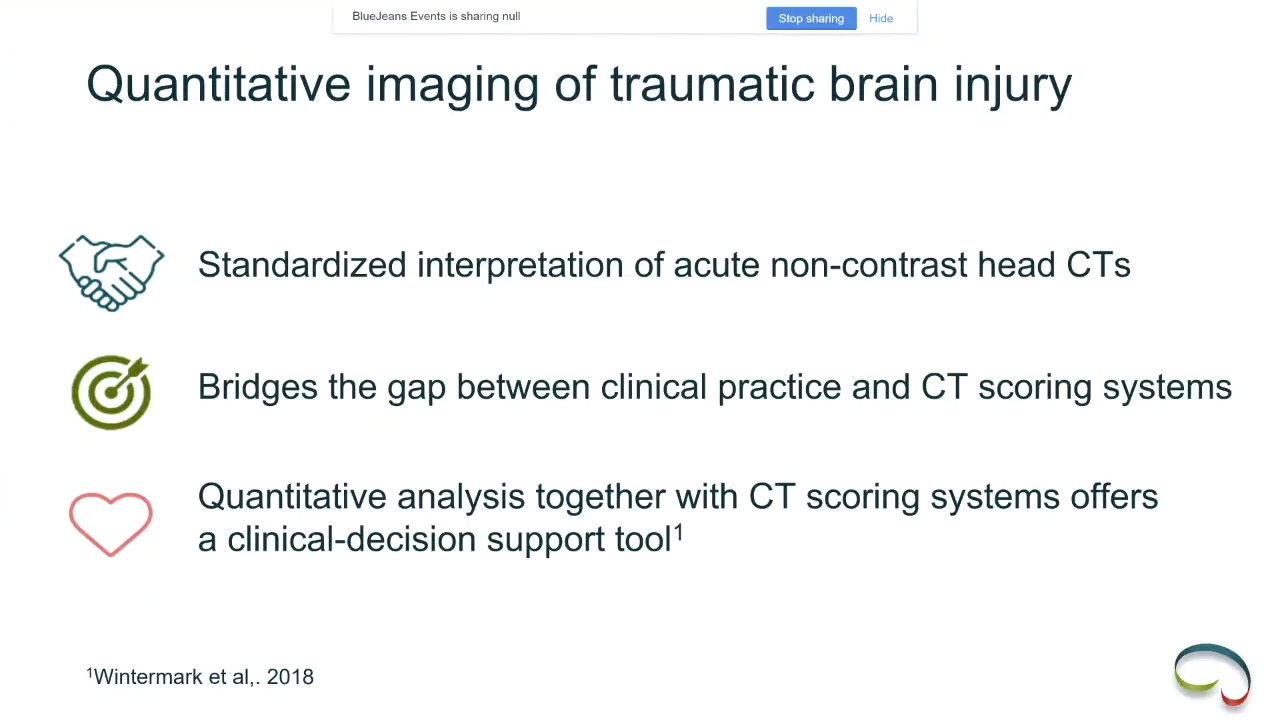 BlueJeans Events is sharing null
Stop sharing
Hide
Quantitative imaging of traumatic brain injury
Standardized interpretation of acute non-contrast head CTs
Bridges the gap between clinical practice and CT scoring systems
Quantitative analysis together with CT scoring systems offers
a clinical-decision support tool¹
¹Wintermark et al,. 2018